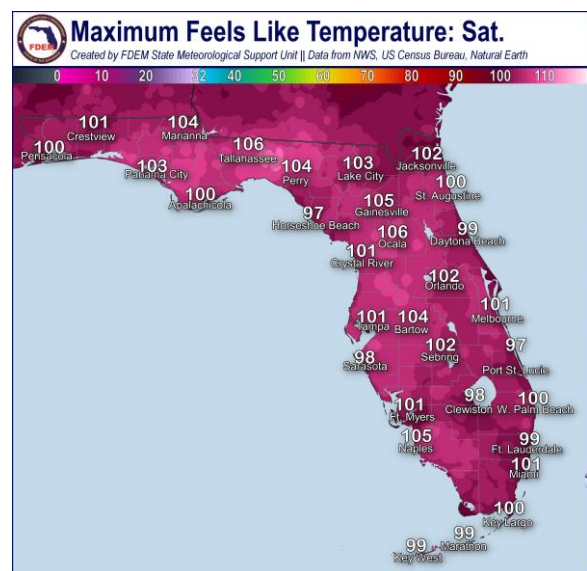 FDEM
Maximum Feels Like Temperature: Sat.
Created by FDEM State Meteorological Support Unit || Data from NWS, US Census Bureau, Natural Earth
0 10 20 32 40 50 60 70 80 90 100 110
101
Crestview
104
Marianna
100
Pensacola
106
Tallahassee
103
Panama City
104
Perry
103
Lake City
102
Jacksonville
100
Apalachicola
100
St. Augustine
97
Horseshoe Beach
105
Gainesville
106
Ocala
99
Daytona Beach
101
Crystal River
102
Orlando
101
Melbourne
101
Tampa
104
Bartow
98
Sarasota
102
Sebring
97
Port St. Lucie
101
Ft. Myers
98
Clewiston
100
W. Palm Beach
105
Naples
99
Ft. Lauderdale
101
Miami
100
Key Largo
99
Marathon
99
Key West